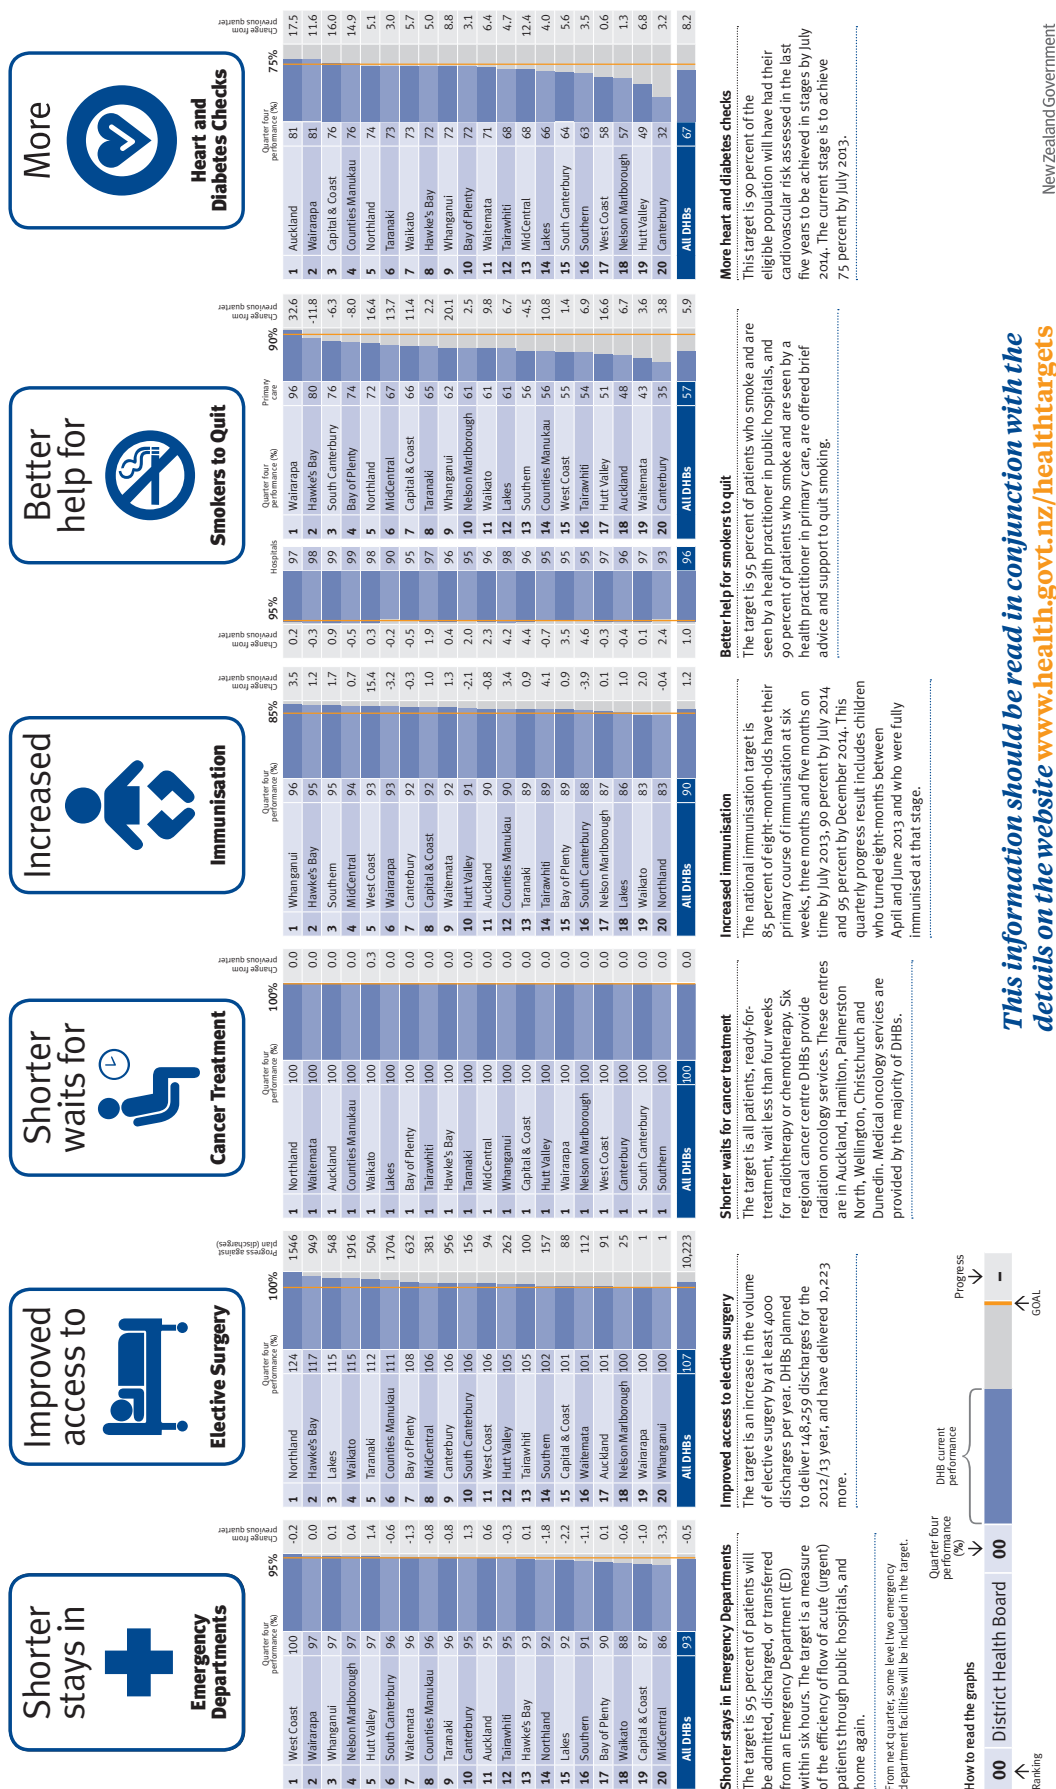 Shorter
stays in
Emergency
Departments
Quarter four
performance (%)
95%
Change from
previous quarter
1 West Coast 100 -0.2
2 Wairarapa 97 0.0
3 Whanganui 97 0.1
4 Nelson Marlborough 97 0.4
5 Hutt Valley 97 1.4
6 South Canterbury 96 -0.6
7 Waitemata 96 -1.3
8 Counties Manukau 96 -0.8
9 Taranaki 96 -0.8
10 Canterbury 95 1.3
11 Auckland 95 0.6
12 Tairawhiti 95 -0.3
13 Hawke's Bay 93 0.1
14 Northland 92 -1.8
15 Lakes 92 -2.2
16 Southern 91 -1.1
17 Bay of Plenty 90 0.1
18 Waikato 88 -0.6
19 Capital & Coast 87 -1.0
20 MidCentral 86 -3.3
All DHBs 93 -0.5
Shorter stays in Emergency Departments
The target is 95 percent of patients will
be admitted, discharged, or transferred
from an Emergency Department (ED)
within six hours. The target is a measure
of the efficiency of flow of acute (urgent)
patients through public hospitals, and
home again.
From next quarter, some level two emergency
department facilities will be included in the target.
Improved
access to
Elective Surgery
Quarter four
performance (%)
100%
Progress against
plan (discharges)
1 Northland 124 1546
2 Hawke's Bay 117 949
3 Lakes 115 548
4 Waikato 115 1916
5 Taranaki 112 504
6 Counties Manukau 111 1704
7 Bay of Plenty 108 632
8 MidCentral 106 381
9 Canterbury 106 956
10 South Canterbury 106 156
11 West Coast 106 94
12 Hutt Valley 105 262
13 Tairawhiti 105 100
14 Southern 102 157
15 Capital & Coast 101 88
16 Waitemata 101 112
17 Auckland 101 91
18 Nelson Marlborough 100 25
19 Wairarapa 100 1
20 Whanganui 100 1
All DHBs 107 10,223
Improved access to elective surgery
The target is an increase in the volume
of elective surgery by at least 4000
discharges per year. DHBs planned
to deliver 148,259 discharges for the
2012/13 year, and have delivered 10,223
more.
Shorter
waits for
Cancer Treatment
Quarter four
performance (%)
100%
Change from
previous quarter
1 Northland 100 0.0
1 Waitemata 100 0.0
1 Auckland 100 0.0
1 Counties Manukau 100 0.0
1 Waikato 100 0.3
1 Lakes 100 0.0
1 Bay of Plenty 100 0.0
1 Tairawhiti 100 0.0
1 Hawke's Bay 100 0.0
1 Taranaki 100 0.0
1 MidCentral 100 0.0
1 Whanganui 100 0.0
1 Capital & Coast 100 0.0
1 Hutt Valley 100 0.0
1 Wairarapa 100 0.0
1 Nelson Marlborough 100 0.0
1 West Coast 100 0.0
1 Canterbury 100 0.0
1 South Canterbury 100 0.0
1 Southern 100 0.0
All DHBs 100 0.0
Shorter waits for cancer treatment
The target is all patients, ready-for-
treatment, wait less than four weeks
for radiotherapy or chemotherapy. Six
regional cancer centre DHBs provide
radiation oncology services. These centres
are in Auckland, Hamilton, Palmerston
North, Wellington, Christchurch and
Dunedin. Medical oncology services are
provided by the majority of DHBs.
Increased
Immunisation
Quarter four
performance (%)
85%
Change from
previous quarter
1 Whanganui 96 3.5
2 Hawke's Bay 95 1.2
3 Southern 95 1.7
4 MidCentral 94 0.7
5 West Coast 93 15.4
6 Wairarapa 93 -3.2
7 Canterbury 92 -0.3
8 Capital & Coast 92 1.0
9 Waitemata 92 1.3
10 Hutt Valley 91 -2.1
11 Auckland 90 -0.8
12 Counties Manukau 90 3.4
13 Taranaki 89 0.9
14 Tairawhiti 89 4.1
15 Bay of Plenty 89 0.9
16 South Canterbury 88 -3.9
17 Nelson Marlborough 87 0.1
18 Lakes 86 1.0
19 Waikato 83 2.0
20 Northland 83 -0.4
All DHBs 90 1.2
Increased immunisation
The national immunisation target is
85 percent of eight-month-olds have their
primary course of immunisation at six
weeks, three months and five months on
time by July 2013, 90 percent by July 2014
and 95 percent by December 2014. This
quarterly progress result includes children
who turned eight-months between
April and June 2013 and who were fully
immunised at that stage.
Better
help for
Smokers to Quit
Change from
previous quarter
95%
Hospitals
Quarter four
performance (%)
Primary
care
90%
Change from
previous quarter
0.2 97 1 Wairarapa 96 32.6
-0.3 98 2 Hawke's Bay 80 -11.8
0.9 99 3 South Canterbury 76 -6.3
-0.5 99 4 Bay of Plenty 74 -8.0
0.3 98 5 Northland 72 16.4
-0.2 90 6 MidCentral 67 13.7
-0.5 95 7 Capital & Coast 66 11.4
1.9 97 8 Taranaki 65 2.2
0.4 96 9 Whanganui 62 20.1
2.0 95 10 Nelson Marlborough 61 2.5
2.3 96 11 Waikato 61 9.8
4.2 98 12 Lakes 61 6.7
4.4 96 13 Southern 56 -4.5
-0.7 95 14 Counties Manukau 56 10.8
3.5 95 15 West Coast 55 1.4
4.6 95 16 Tairawhiti 54 6.9
-0.3 97 17 Hutt Valley 51 16.6
-0.4 96 18 Auckland 48 6.7
0.1 97 19 Waitemata 43 3.6
2.4 93 20 Canterbury 35 3.8
1.0 96 All DHBs 57 5.9
Better help for smokers to quit
The target is 95 percent of patients who smoke and are
seen by a health practitioner in public hospitals, and
90 percent of patients who smoke and are seen by a
health practitioner in primary care, are offered brief
advice and support to quit smoking.
More
Heart and
Diabetes Checks
Quarter four
performance (%)
75%
Change from
previous quarter
1 Auckland 81 17.5
2 Wairarapa 81 11.6
3 Capital & Coast 76 16.0
4 Counties Manukau 76 14.9
5 Northland 74 5.1
6 Taranaki 73 3.0
7 Waikato 73 5.7
8 Hawke's Bay 72 5.0
9 Whanganui 72 8.8
10 Bay of Plenty 72 3.1
11 Waitemata 71 6.4
12 Tairawhiti 68 4.7
13 MidCentral 68 12.4
14 Lakes 66 4.0
15 South Canterbury 64 5.6
16 Southern 63 3.5
17 West Coast 58 0.6
18 Nelson Marlborough 57 1.3
19 Hutt Valley 49 6.8
20 Canterbury 32 3.2
All DHBs 67 8.2
More heart and diabetes checks
This target is 90 percent of the
eligible population will have had their
cardiovascular risk assessed in the last
five years to be achieved in stages by July
2014. The current stage is to achieve
75 percent by July 2013.
How to read the graphs
Quarter four
performance
(%)
DHB current
performance
Progress
00 District Health Board 00 –
Ranking
GOAL
This information should be read in conjunction with the
details on the website www.health.govt.nz/healthtargets
New Zealand Government